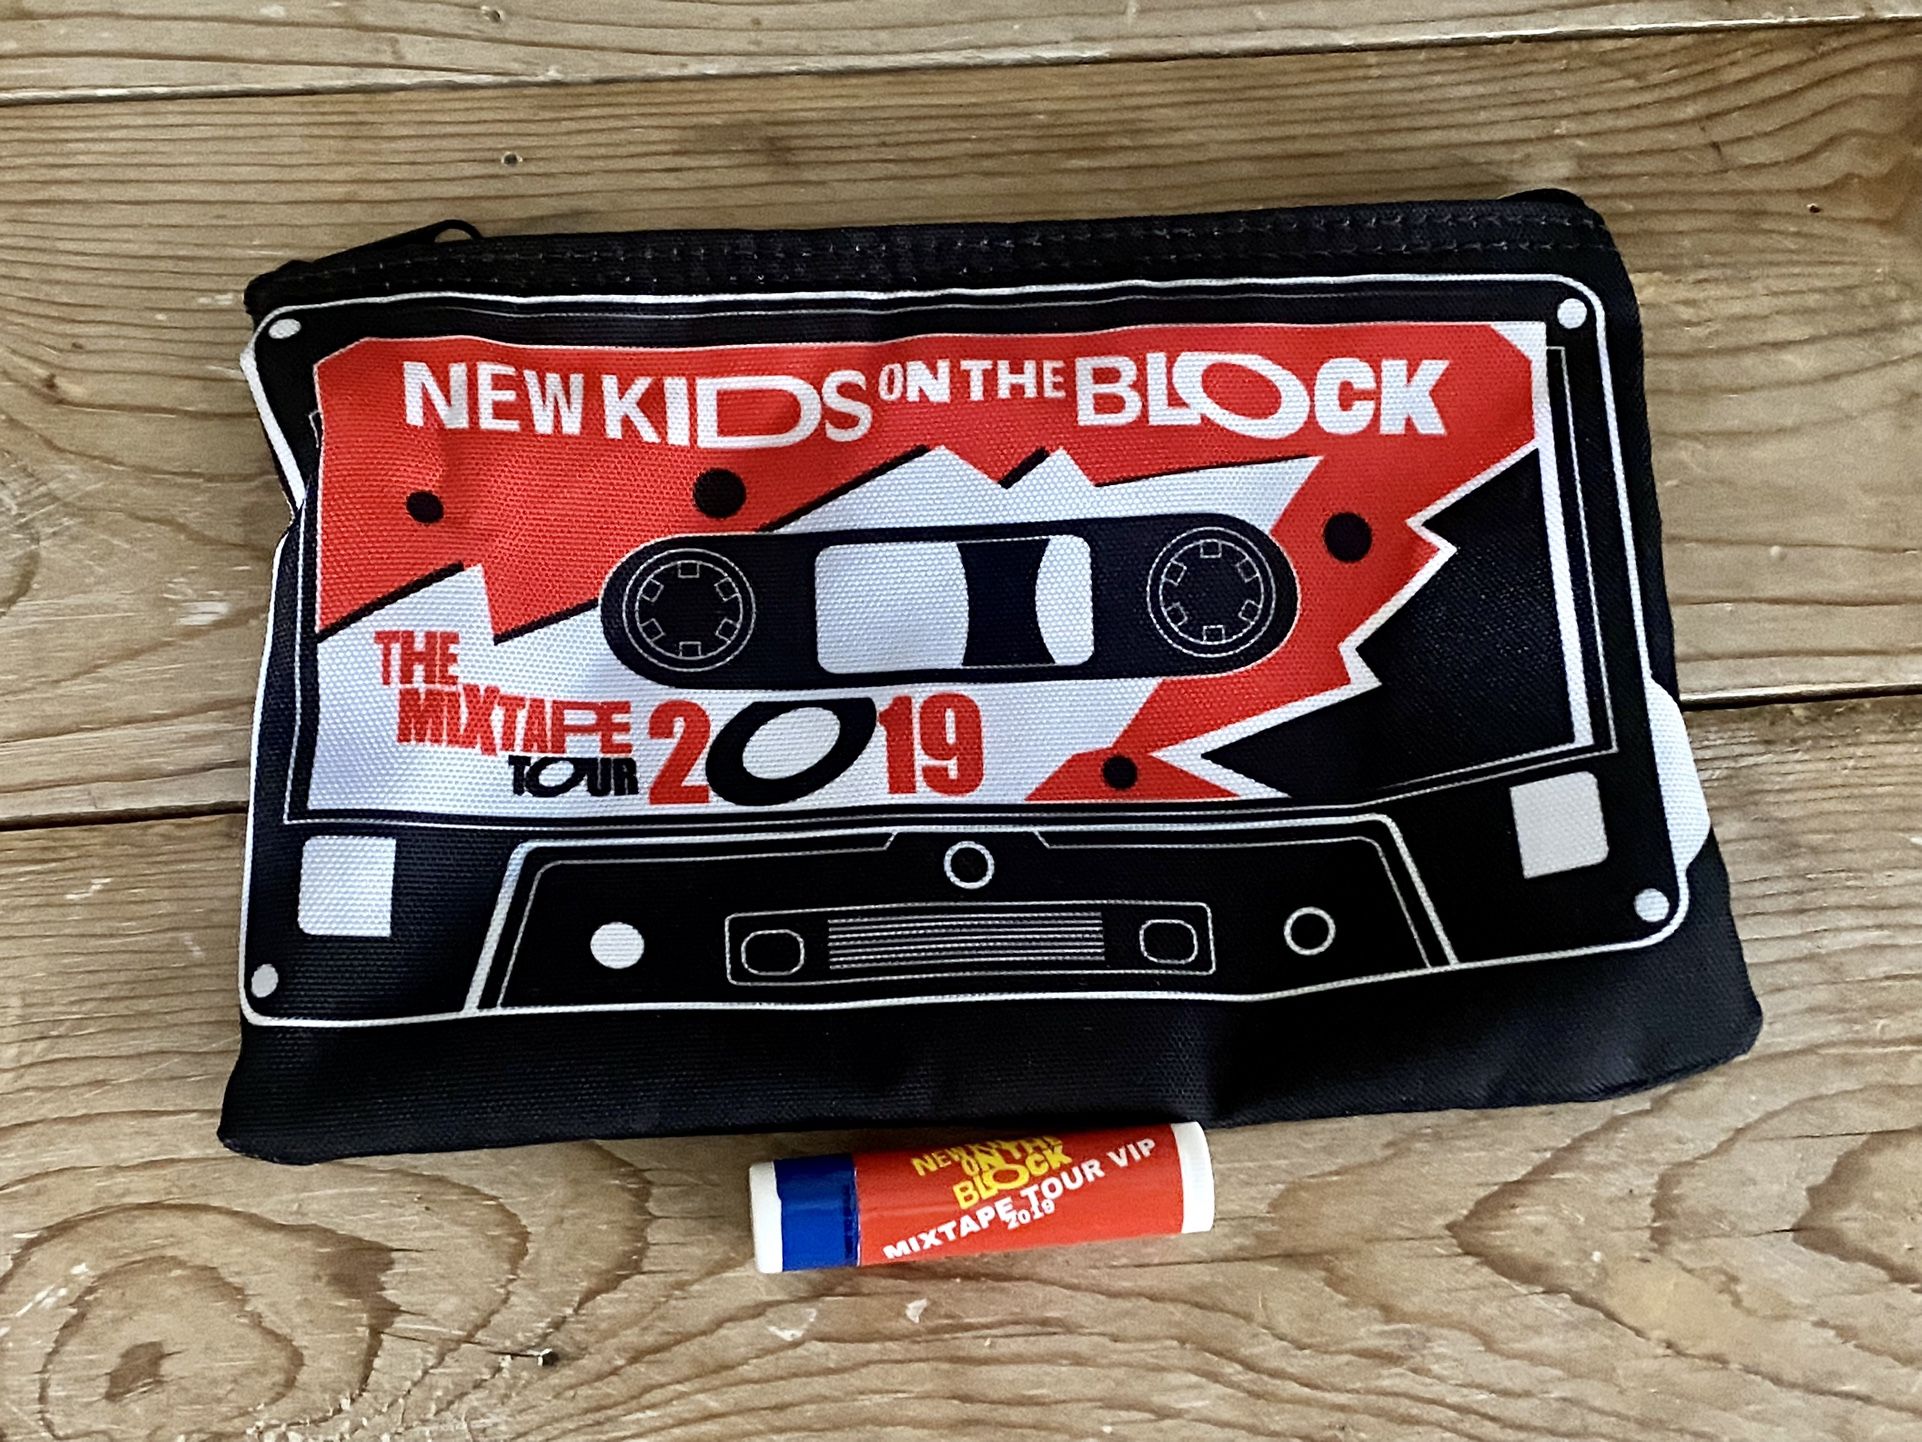 NEW KIDS ON THE BLOCK
THE
MIXTAPE
TOUR 2019
NEW KIDS
ON THE
BLOCK
MIXTAPE TOUR VIP
2019